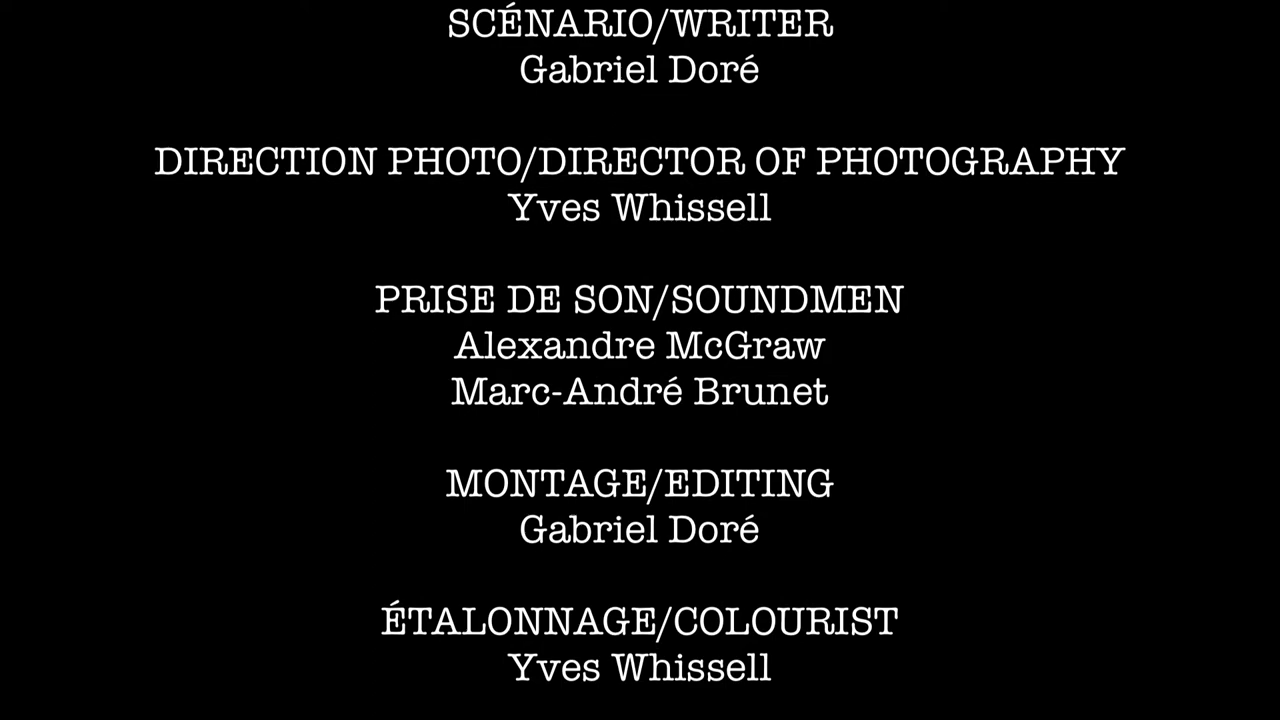 SCÉNARIO/WRITER
Gabriel Doré
DIRECTION PHOTO/DIRECTOR OF PHOTOGRAPHY
Yves Whissell
PRISE DE SON/SOUNDMEN
Alexandre McGraw
Marc-André Brunet
MONTAGE/EDITING
Gabriel Doré
ÉTALONNAGE/COLOURIST
Yves Whissell